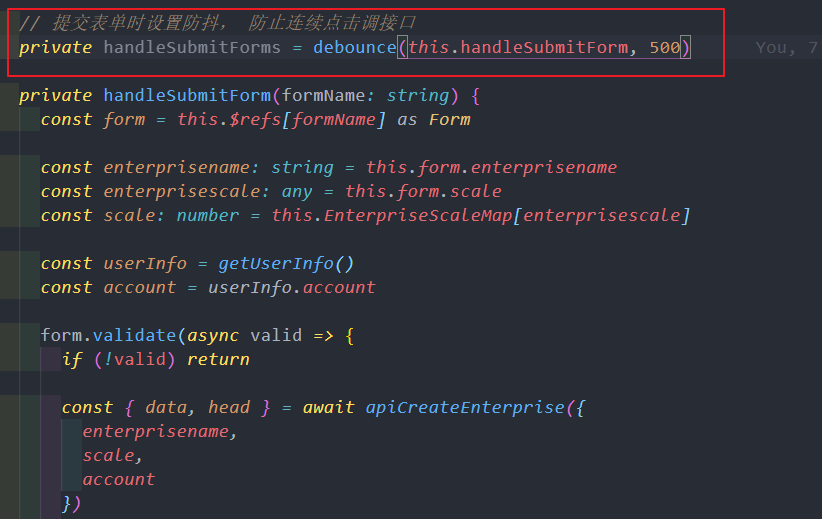 // 提交表单时设置防抖， 防止连续点击调接口
private handleSubmitForms = debounce(this.handleSubmitForm, 500) You, 7
private handleSubmitForm(formName: string) {
const form = this.$refs[formName] as Form
const enterprisename: string = this.form.enterprisename
const enterprisescale: any = this.form.scale
const scale: number = this.EnterpriseScaleMap[enterprisescale]
const userInfo = getUserInfo()
const account = userInfo.account
form.validate(async valid => {
if (!valid) return
const { data, head } = await apiCreateEnterprise({
enterprisename,
scale,
account
})